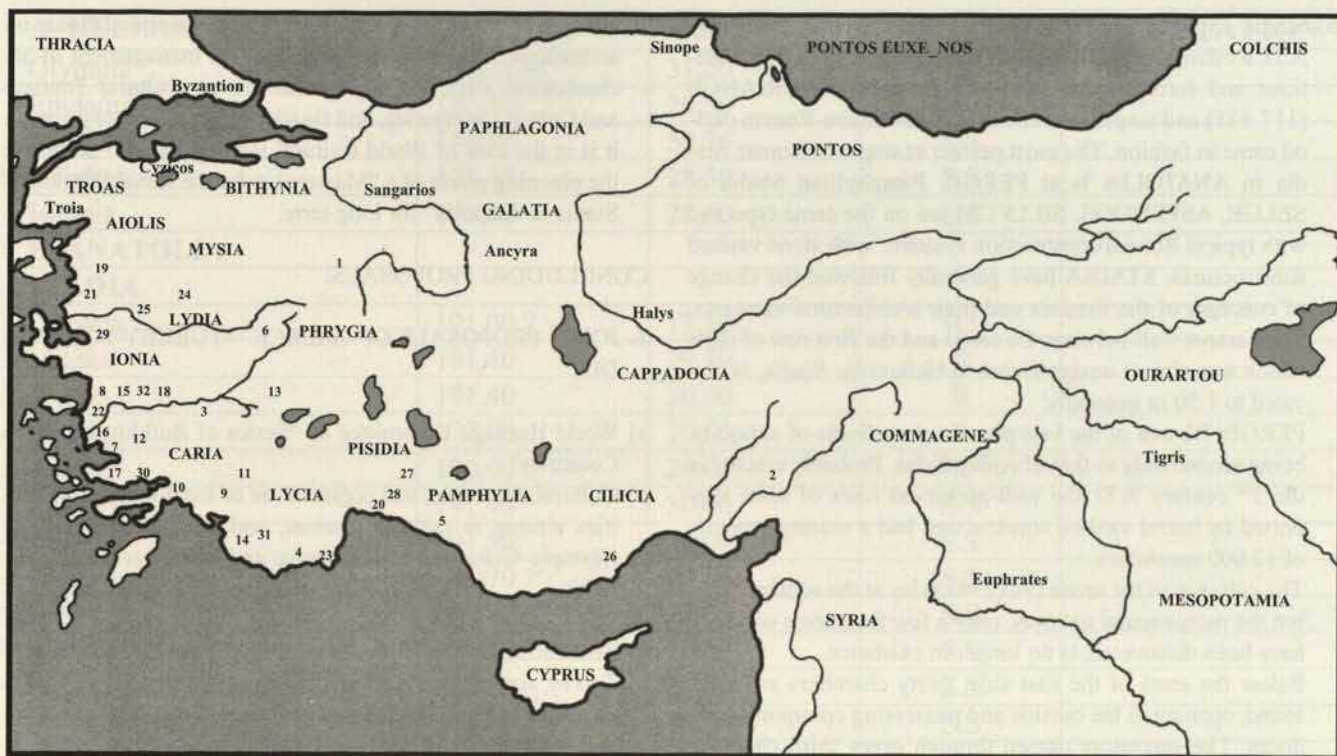 THRACIA
Sinope
PONTOS EUXE_NOS
COLCHIS
Byzantion
PAPHLAGONIA
PONTOS
Cyzicos
TROAS
BITHYNIA
Sangarios
GALATIA
Troia
AIOLIS
MYSIA
Ancyra
19
1
21
24
25
LYDIA
Halys
29
6
PHRYGIA
IONIA
CAPPADOCIA
OURARTOU
8 15 32 18
13
22
3
2
16
12
CARIA
COMMAGENE
Tigris
7
PISIDIA
17
30
11
27
10
9
LYCIA
28
PAMPHYLIA
CILICIA
20
5
14
31
4
23
26
Euphrates
MESOPOTAMIA
SYRIA
CYPRUS